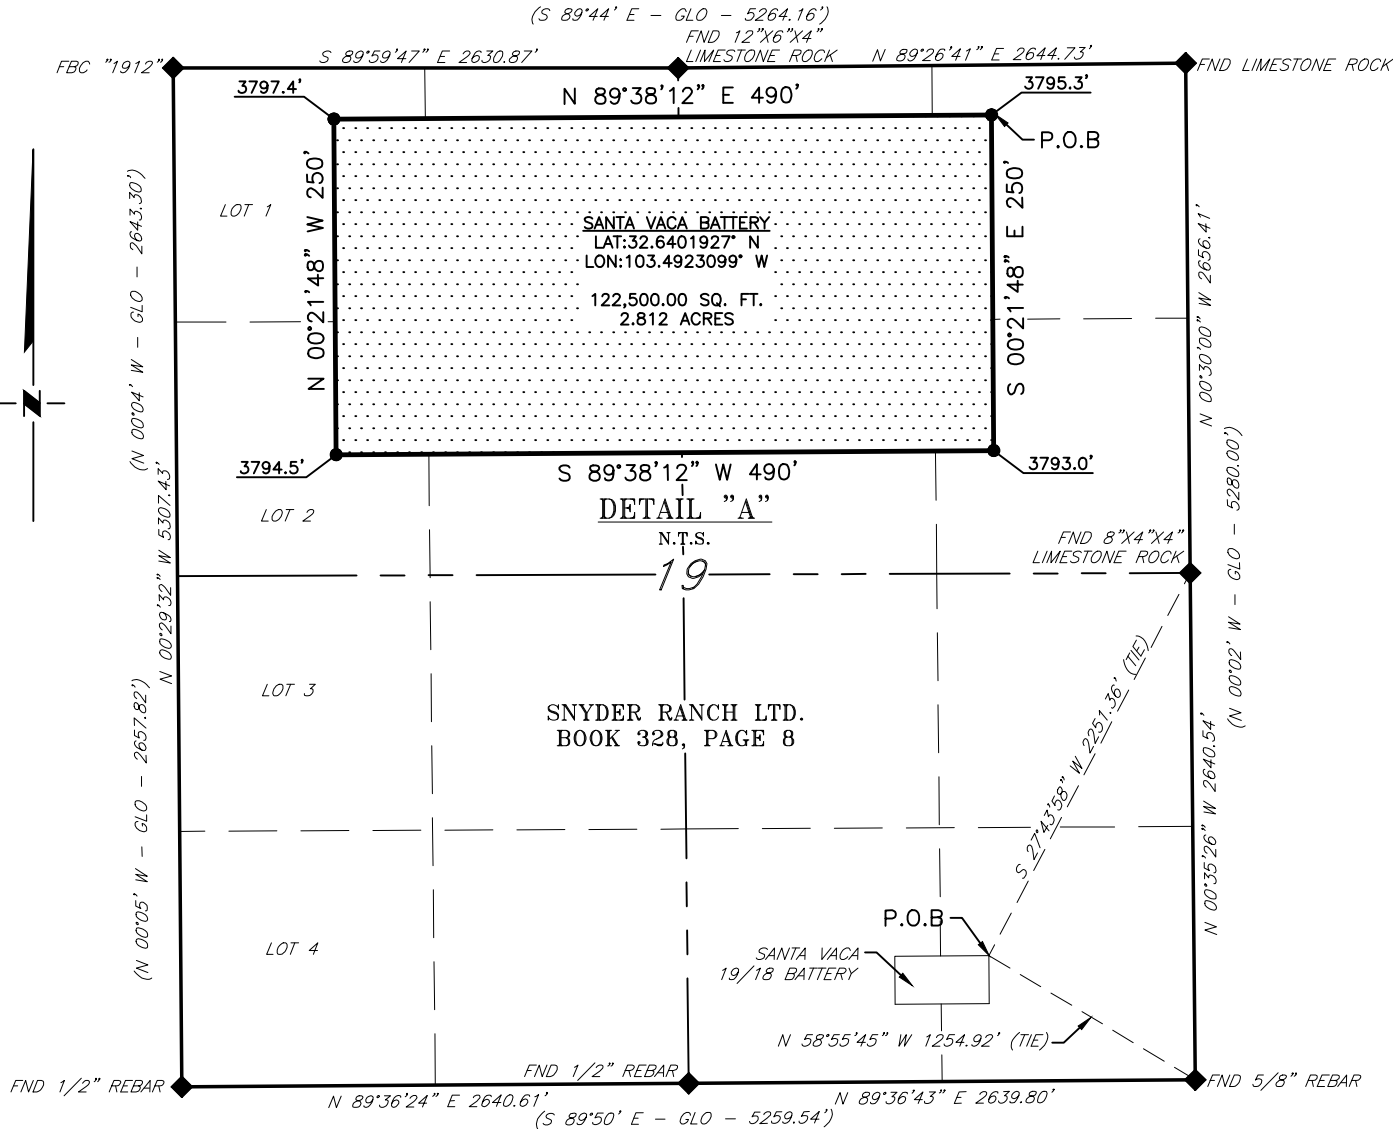 (S 89°44' E - GLO - 5264.16')
FND 12"X6"X4"
LIMESTONE ROCK
FBC "1912"
S 89°59'47" E 2630.87'
N 89°26'41" E 2644.73'
FND LIMESTONE ROCK
3797.4'
N 89°38'12" E 490'
3795.3'
P.O.B
LOT 1
N 00°21'48" W 250'
S 00°21'48" E 250'
SANTA VACA BATTERY
LAT:32.6401927° N
LON:103.4923099° W
122,500.00 SQ. FT.
2.812 ACRES
(N 00°04' W - GLO - 2643.30')
N 00°30'00" W 2656.41'
N
3794.5'
S 89°38'12" W 490'
3793.0'
DETAIL "A"
N.T.S.
LOT 2
N 00°29'32" W 5307.43'
(N 00°02' W - GLO - 5280.00')
FND 8"X4"X4"
LIMESTONE ROCK
19
LOT 3
SNYDER RANCH LTD.
BOOK 328, PAGE 8
S 27°43'58" W 2251.36' (TIE)
(N 00°05' W - GLO - 2657.82')
N 00°35'26" W 2640.54'
LOT 4
P.O.B
SANTA VACA
19/18 BATTERY
N 58°55'45" W 1254.92' (TIE)
FND 1/2" REBAR
FND 1/2" REBAR
FND 5/8" REBAR
N 89°36'24" E 2640.61'
N 89°36'43" E 2639.80'
(S 89°50' E - GLO - 5259.54')